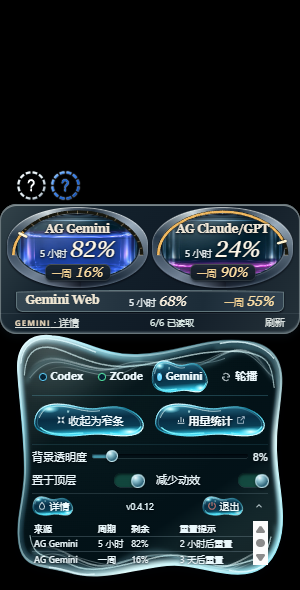 ? ?
AG Gemini AG Claude/GPT
5 小时 82% 5 小时 24%
一周 16% 一周 90%
Gemini Web 5 小时 68% 一周 55%
GEMINI · 详情 6/6 已读取 刷新
Codex ZCode Gemini 轮播
收起为窄条 用量统计
背景透明度 8%
置于顶层 减少动效
详情 v0.4.12 退出
来源 周期 剩余 重置提示
AG Gemini 5 小时 82% 2 小时后重置
AG Gemini 一周 16% 3 天后重置